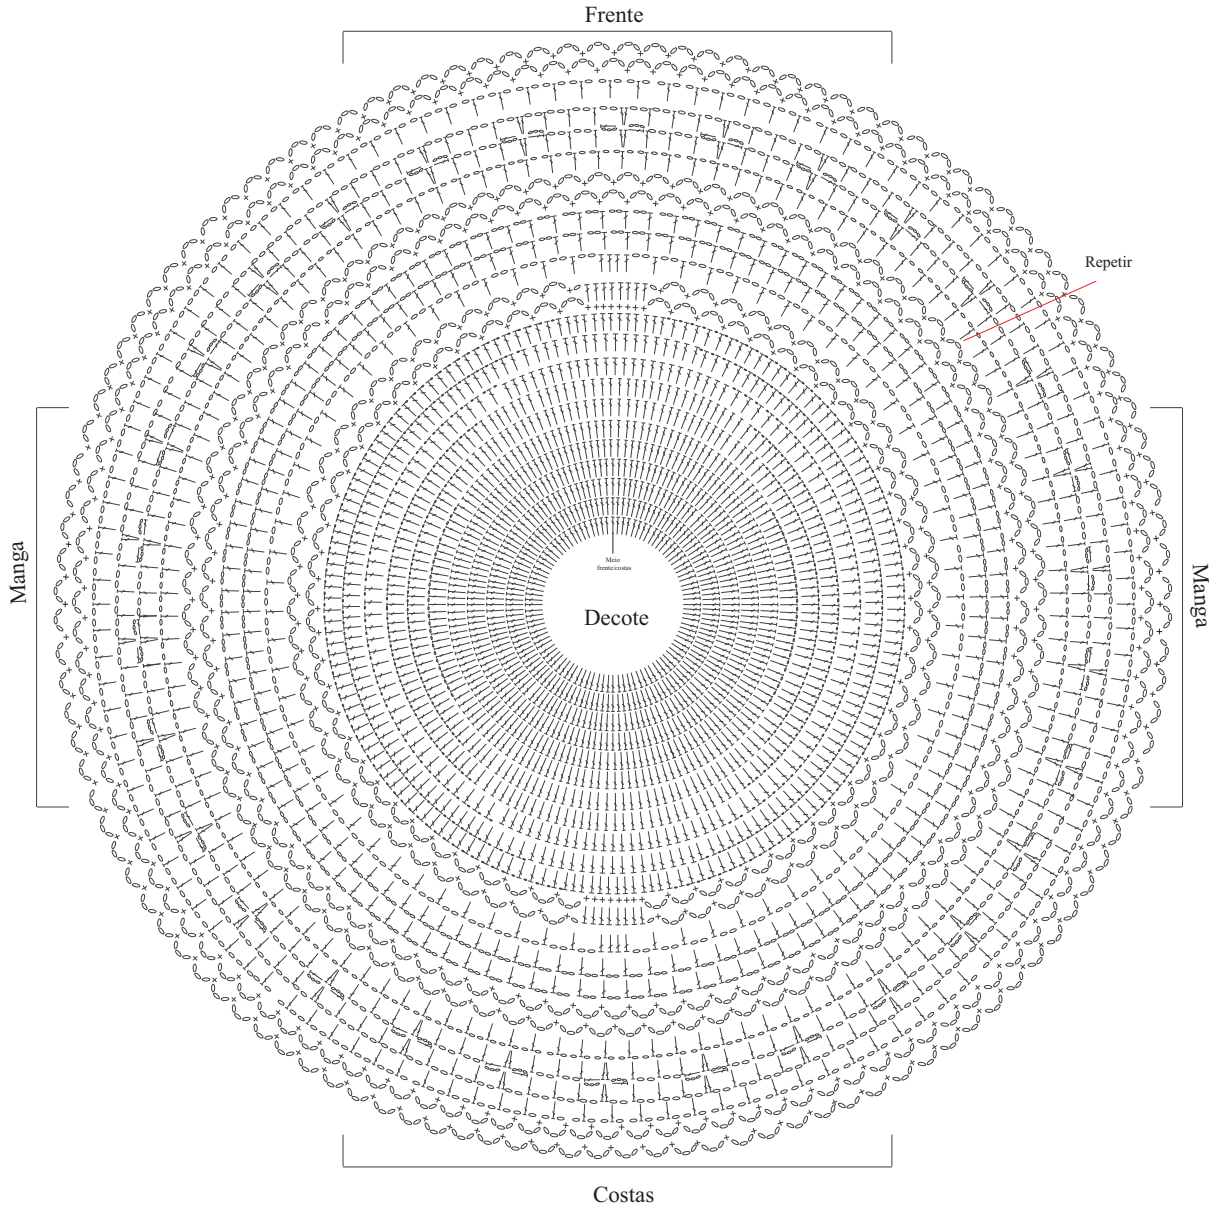 Frente
Repetir
Manga
Meio
frente/costas
Decote
Manga
Costas